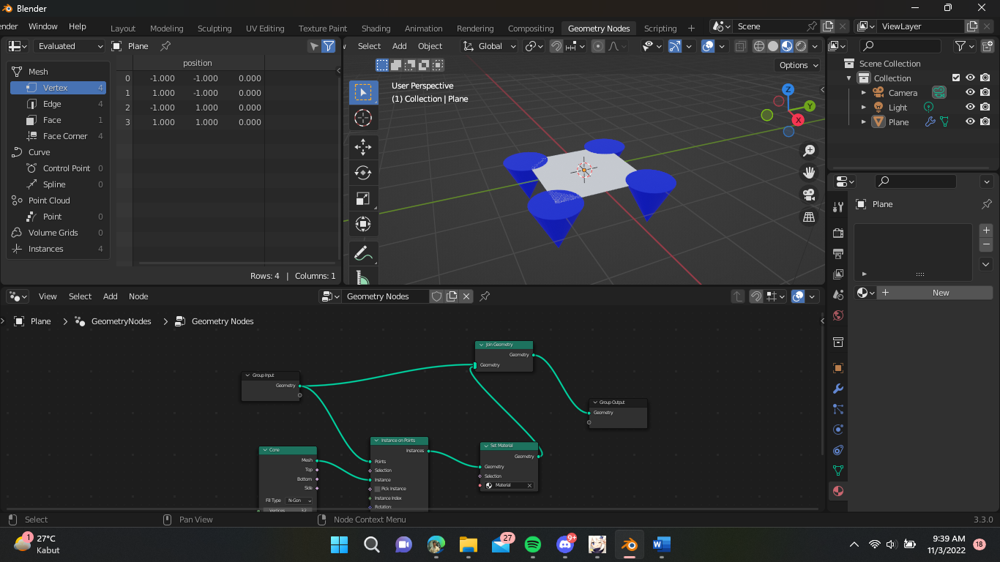 Blender
ender Window Help
Layout Modeling Sculpting UV Editing Texture Paint Shading Animation Rendering Compositing Geometry Nodes Scripting +
Scene
ViewLayer
Evaluated
Plane
Mesh
Vertex 4
Edge 4
Face 1
Face Corner 4
Curve
Control Point 0
Spline 0
Point Cloud
Point 0
Volume Grids 0
Instances 4
position
0 -1.000 -1.000 0.000
1 1.000 -1.000 0.000
2 -1.000 1.000 0.000
3 1.000 1.000 0.000
Rows: 4 | Columns: 1
Select Add Object
Global
Options
User Perspective
(1) Collection | Plane
Z
Y
X
Scene Collection
Collection
Camera
Light
Plane
Plane
New
View Select Add Node
Geometry Nodes
Plane > GeometryNodes > Geometry Nodes
Group Input
Geometry
Join Geometry
Geometry
Geometry
Group Output
Geometry
Cone
Mesh
Top
Bottom
Side
Fill Type N-Gon
Vertices 32
Instance on Points
Instances
Points
Selection
Instance
Pick Instance
Instance Index
Rotation
Set Material
Geometry
Geometry
Selection
Material
Select
Pan View
Node Context Menu
3.3.0
1
27°C
Kabut
27
9+
W
9:39 AM
11/3/2022
18